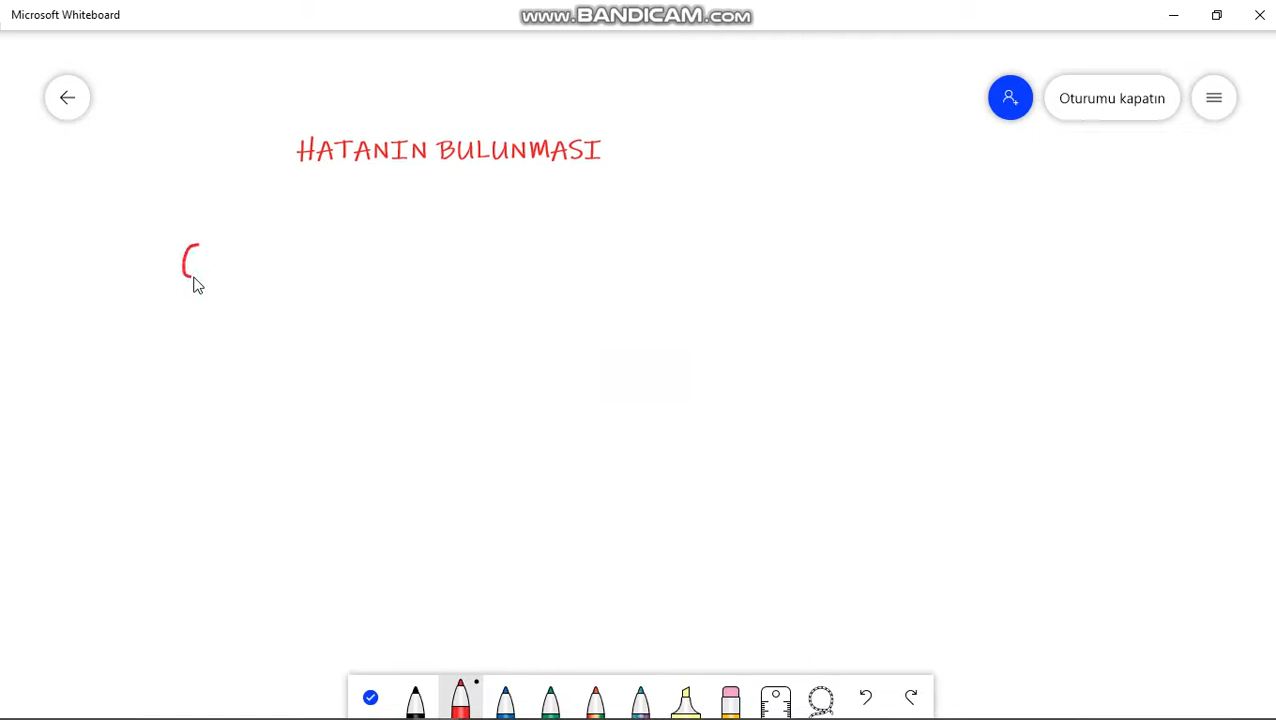 Microsoft Whiteboard
www.BANDICAM.com
Oturumu kapatın
HATANIN BULUNMASI
(